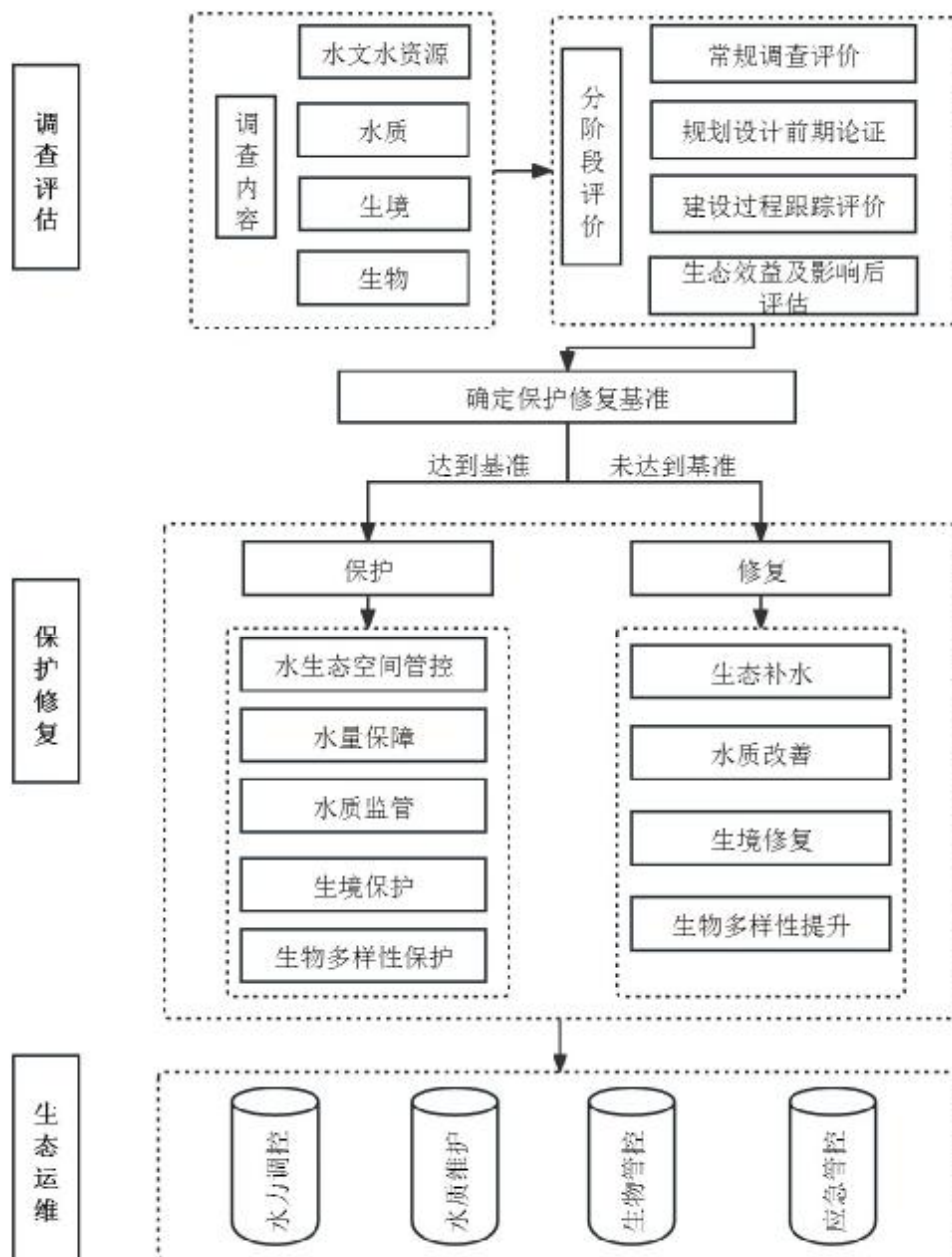 调查评估
调查内容
水文水资源
水质
生境
生物
分阶段评价
常规调查评价
规划设计前期论证
建设过程跟踪评价
生态效益及影响后
评估
确定保护修复基准
达到基准
未达到基准
保护修复
保护
水生态空间管控
水量保障
水质监管
生境保护
生物多样性保护
修复
生态补水
水质改善
生境修复
生物多样性提升
生态运维
水力调控
水质维护
生物管控
应急管控